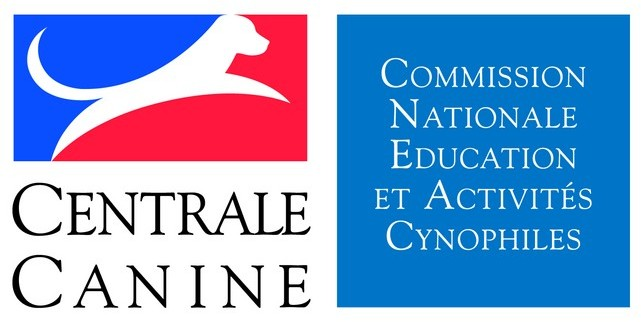 CENTRALE
CANINE
COMMISSION
NATIONALE
EDUCATION
ET ACTIVITÉS
CYNOPHILES